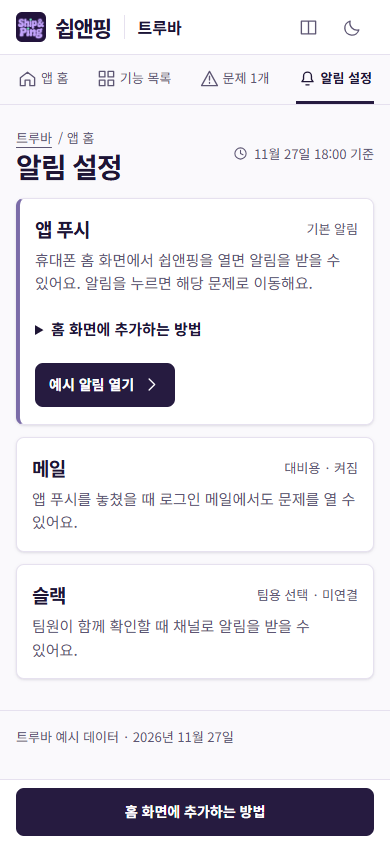 Ship&
Ping
쉽앤핑
트루바
앱 홈
기능 목록
문제 1개
알림 설정
트루바 / 앱 홈
알림 설정
11월 27일 18:00 기준
앱 푸시
기본 알림
휴대폰 홈 화면에서 쉽앤핑을 열면 알림을 받을 수
있어요. 알림을 누르면 해당 문제로 이동해요.
▶ 홈 화면에 추가하는 방법
예시 알림 열기
메일
대비용 · 켜짐
앱 푸시를 놓쳤을 때 로그인 메일에서도 문제를 열 수
있어요.
슬랙
팀용 선택 · 미연결
팀원이 함께 확인할 때 채널로 알림을 받을 수
있어요.
트루바 예시 데이터 · 2026년 11월 27일
홈 화면에 추가하는 방법